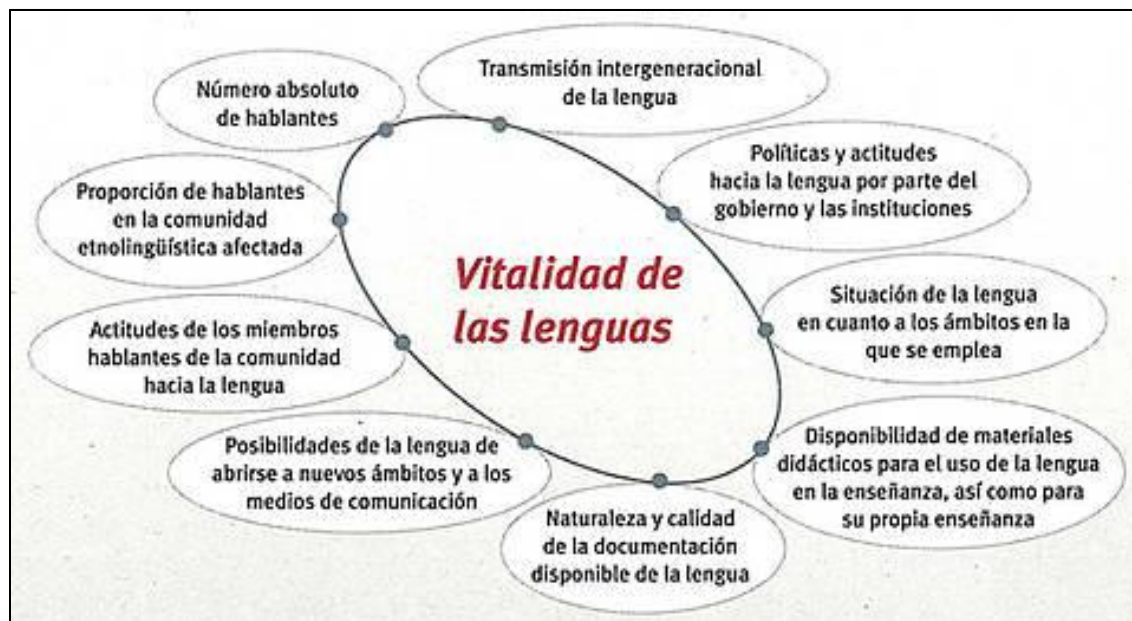 Transmisión intergeneracional
de la lengua
Número absoluto
de hablantes
Políticas y actitudes
hacia la lengua por parte del
gobierno y las instituciones
Proporción de hablantes
en la comunidad
etnolingüística afectada
Vitalidad de
las lenguas
Situación de la lengua
en cuanto a los ámbitos en la
que se emplea
Actitudes de los miembros
hablantes de la comunidad
hacia la lengua
Disponibilidad de materiales
didácticos para el uso de la lengua
en la enseñanza, así como para
su propia enseñanza
Posibilidades de la lengua de
abrirse a nuevos ámbitos y a los
medios de comunicación
Naturaleza y calidad
de la documentación
disponible de la lengua